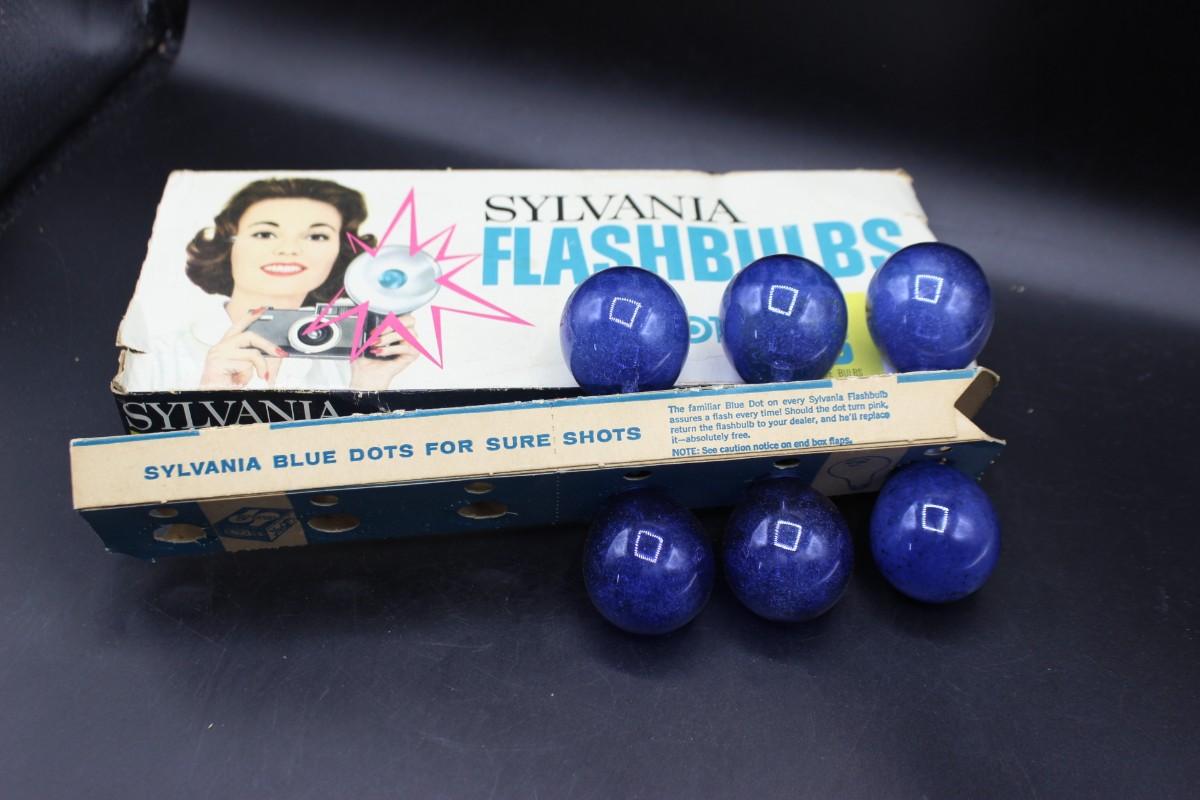 SYLVANIA
FLASHBULBS
BULBS
SYLVANIA
SYLVANIA BLUE DOTS FOR SURE SHOTS
The familiar Blue Dot on every Sylvania Flashbulb
assures a flash every time! Should the dot turn pink,
return the flashbulb to your dealer, and he'll replace
it—absolutely free.
NOTE: See caution notice on end box flaps.